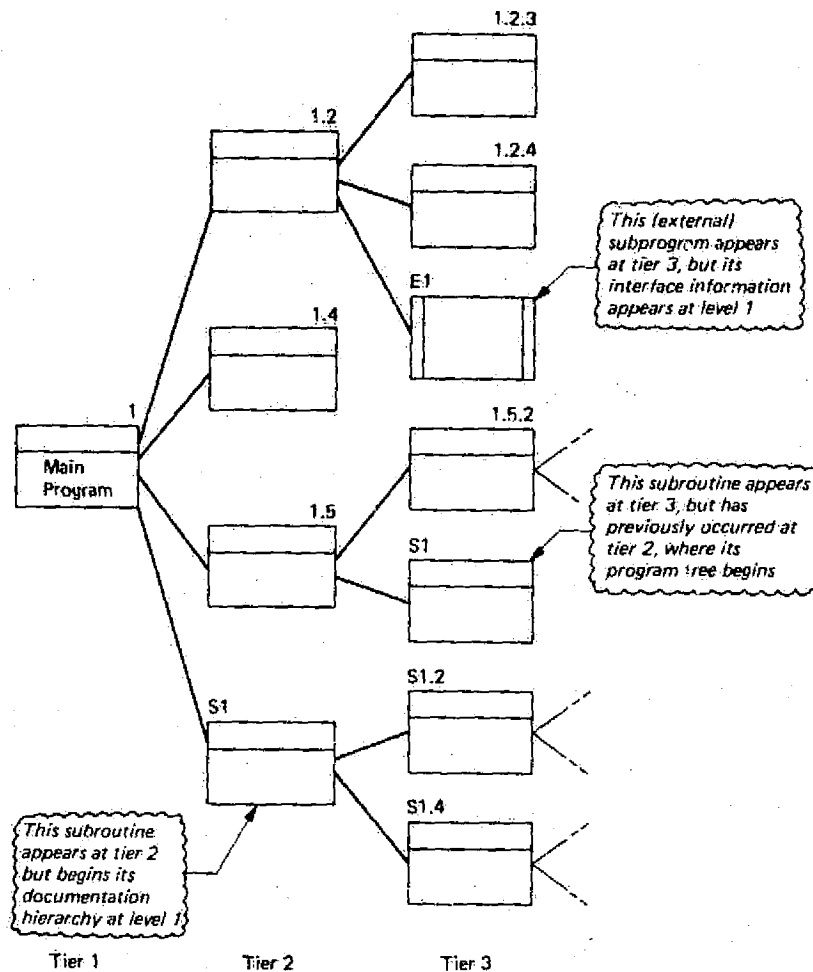 1.2.3
1.2
1.2.4
This (external)
subprogram appears
at tier 3, but its
interface information
appears at level 1
E1
1.4
1
Main
Program
1.5.2
This subroutine appears
at tier 3, but has
previously occurred at
tier 2, where its
program tree begins
1.5
S1
S1.2
S1
S1.4
This subroutine
appears at tier 2
but begins its
documentation
hierarchy at level 1
Tier 1
Tier 2
Tier 3